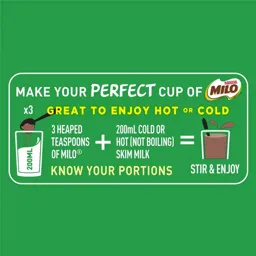 MAKE YOUR PERFECT CUP OF Nestlé MILO
x3 GREAT TO ENJOY HOT OR COLD
200ML
3 HEAPED
TEASPOONS
OF MILO®
+
200mL COLD OR
HOT (NOT BOILING)
SKIM MILK
=
STIR & ENJOY
KNOW YOUR PORTIONS